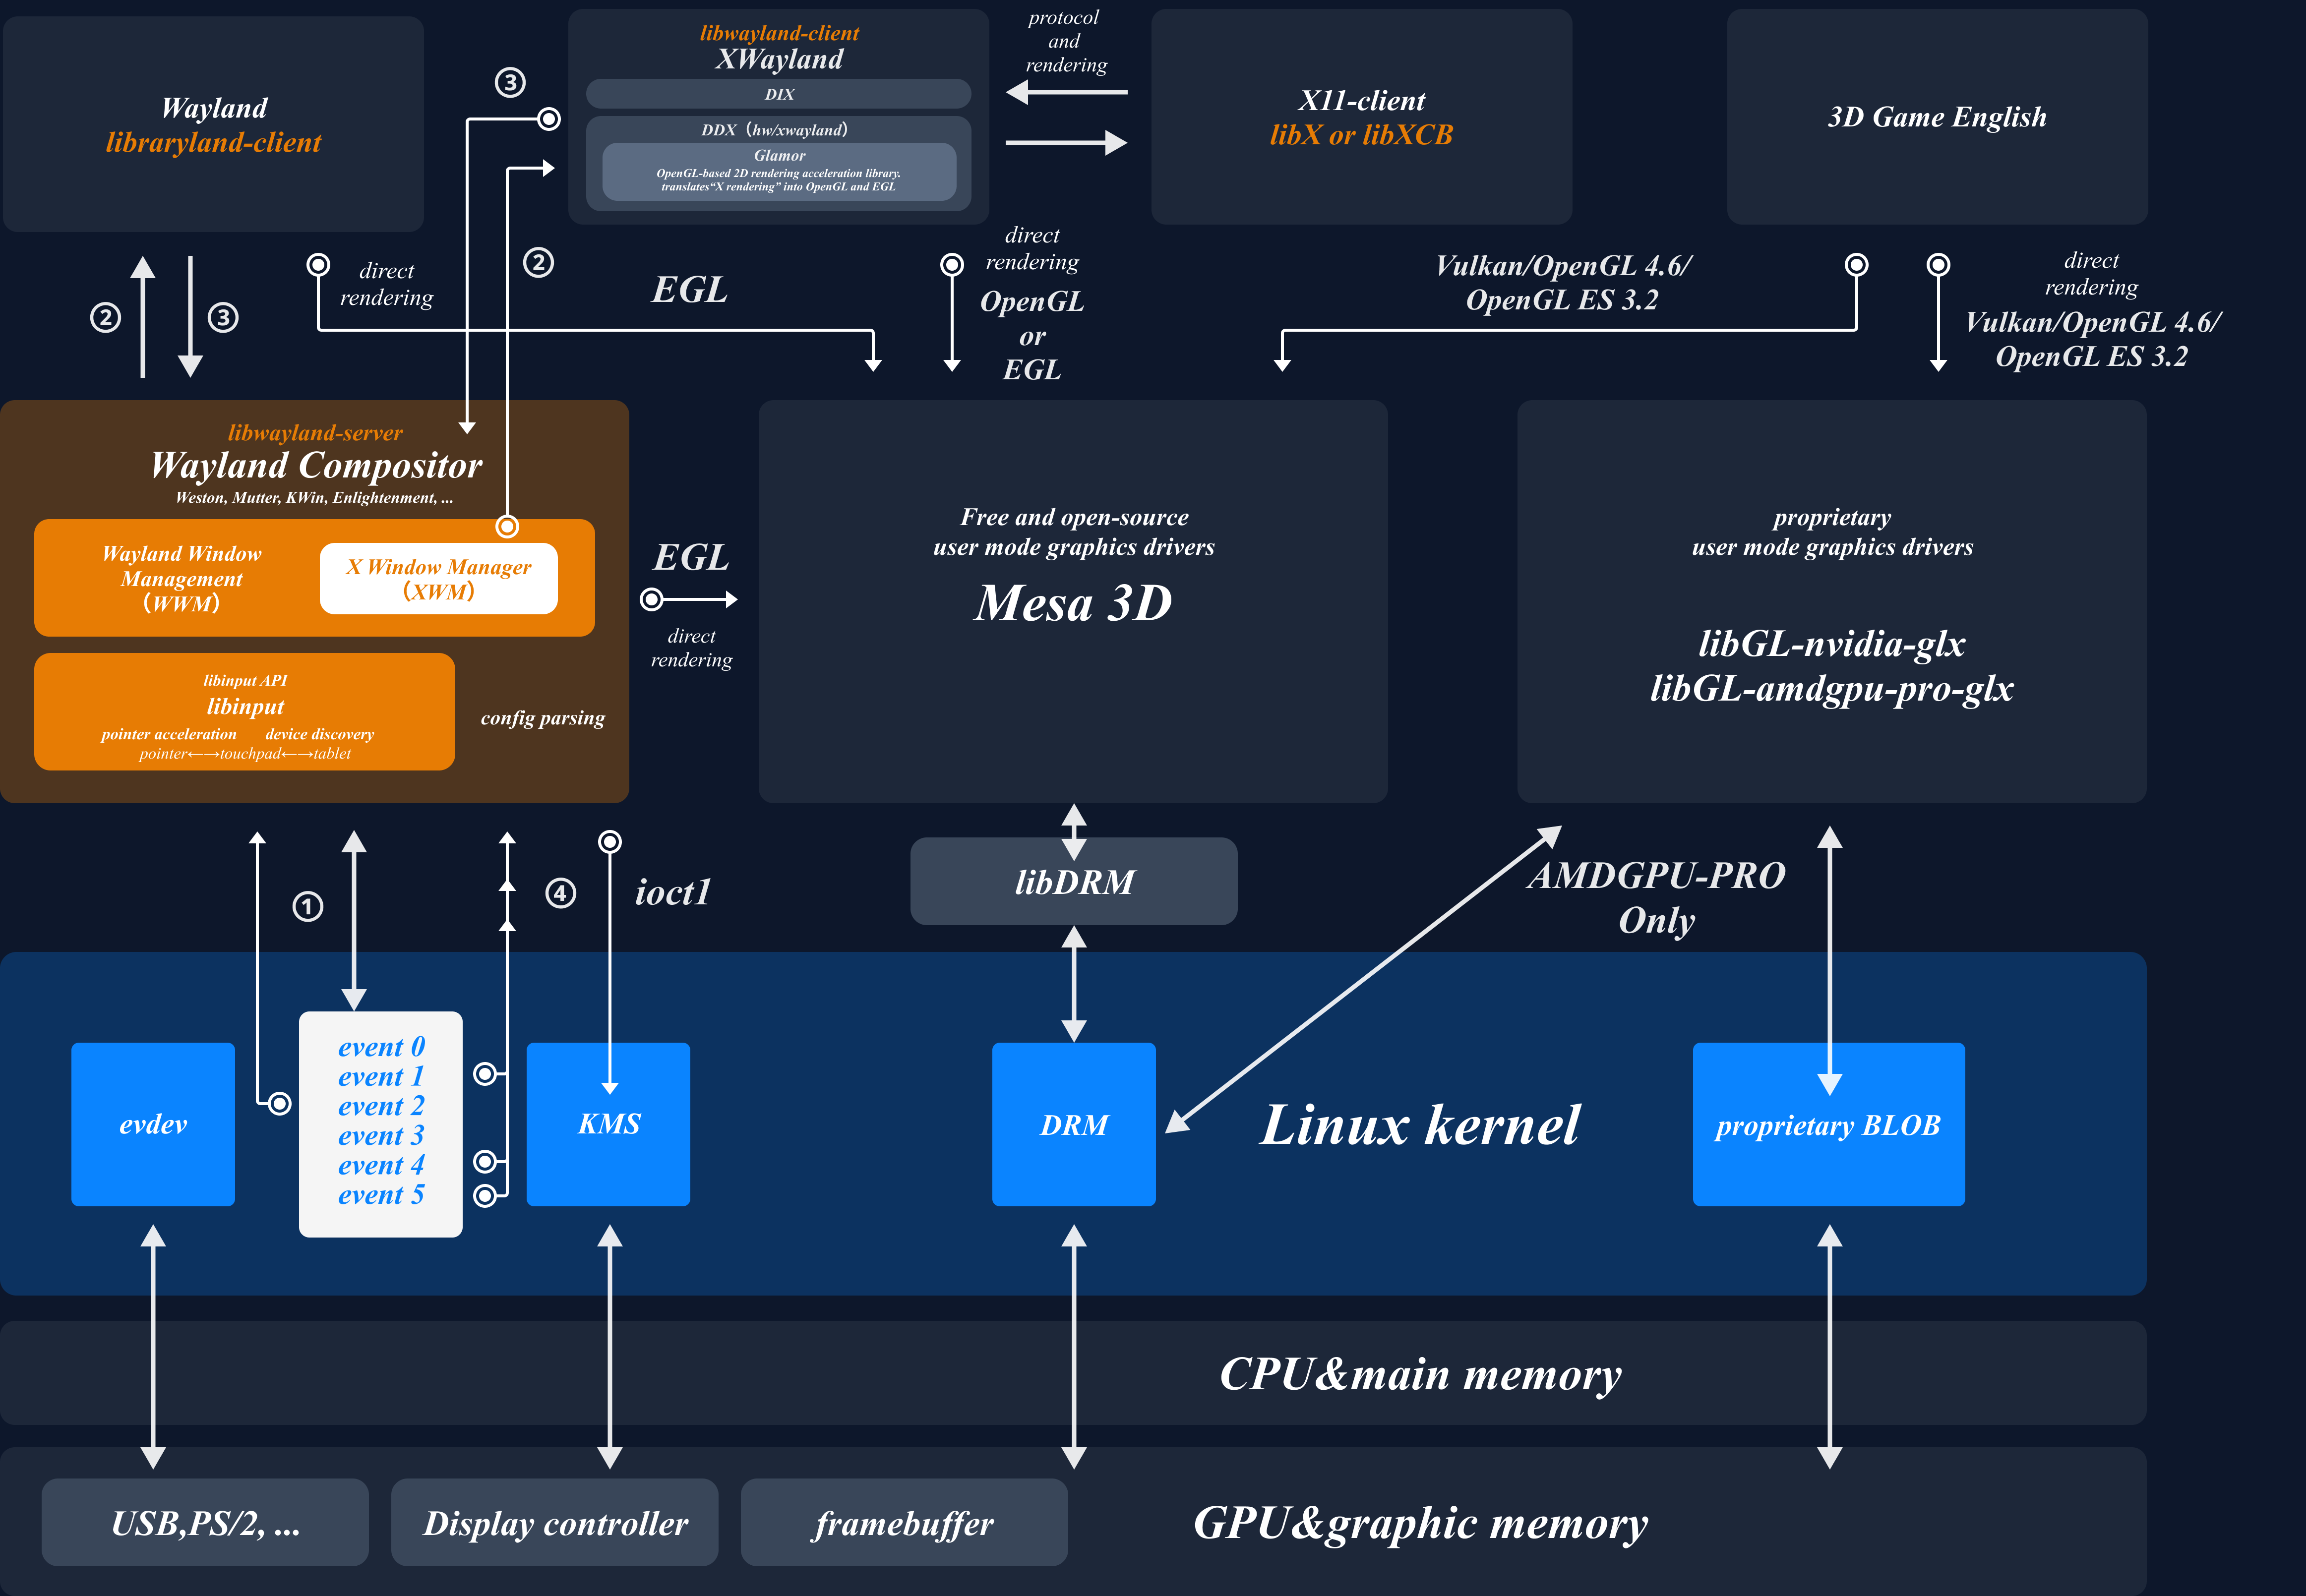 Wayland
libraryland-client
③
libwayland-client
XWayland
DIX
DDX（hw/xwayland）
Glamor
OpenGL-based 2D rendering acceleration library.
translates“X rendering” into OpenGL and EGL
protocol
and
rendering
X11-client
libX or libXCB
3D Game English
②
③
direct
rendering
②
EGL
direct
rendering
OpenGL
or
EGL
Vulkan/OpenGL 4.6/
OpenGL ES 3.2
direct
rendering
Vulkan/OpenGL 4.6/
OpenGL ES 3.2
libwayland-server
Wayland Compositor
Weston, Mutter, KWin, Enlightenment, ...
Wayland Window
Management
（WWM）
X Window Manager
（XWM）
libinput API
libinput
pointer acceleration device discovery
pointer←→touchpad←→tablet
config parsing
EGL
direct
rendering
Free and open-source
user mode graphics drivers
Mesa 3D
proprietary
user mode graphics drivers
libGL-nvidia-glx
libGL-amdgpu-pro-glx
①
④
ioct1
libDRM
AMDGPU-PRO
Only
evdev
event 0
event 1
event 2
event 3
event 4
event 5
KMS
DRM
Linux kernel
proprietary BLOB
CPU&main memory
USB,PS/2, ...
Display controller
framebuffer
GPU&graphic memory